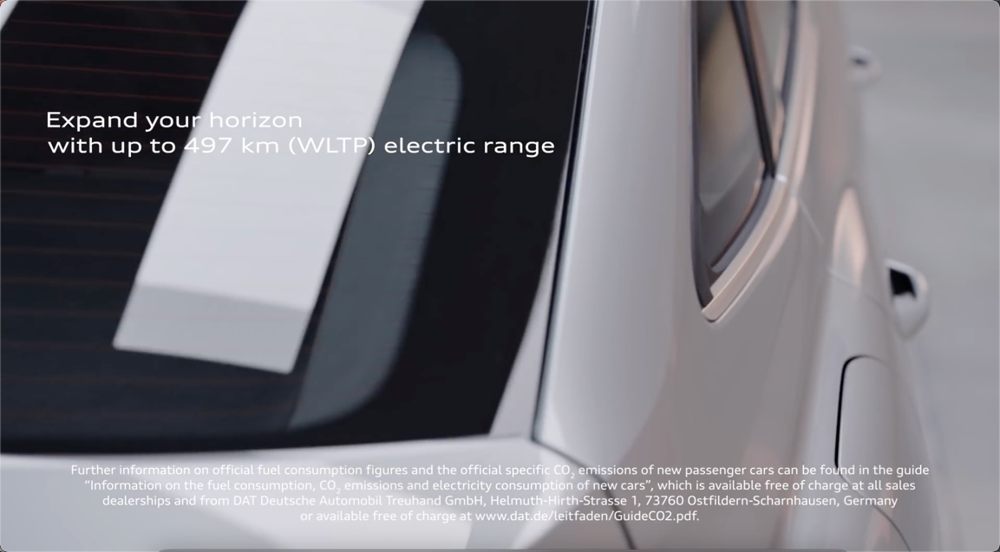 Expand your horizon
with up to 497 km (WLTP) electric range
Further information on official fuel consumption figures and the official specific CO₂ emissions of new passenger cars can be found in the guide
“Information on the fuel consumption, CO₂ emissions and electricity consumption of new cars”, which is available free of charge at all sales
dealerships and from DAT Deutsche Automobil Treuhand GmbH, Helmuth-Hirth-Strasse 1, 73760 Ostfildern-Scharnhausen, Germany
or available free of charge at www.dat.de/leitfaden/GuideCO2.pdf.